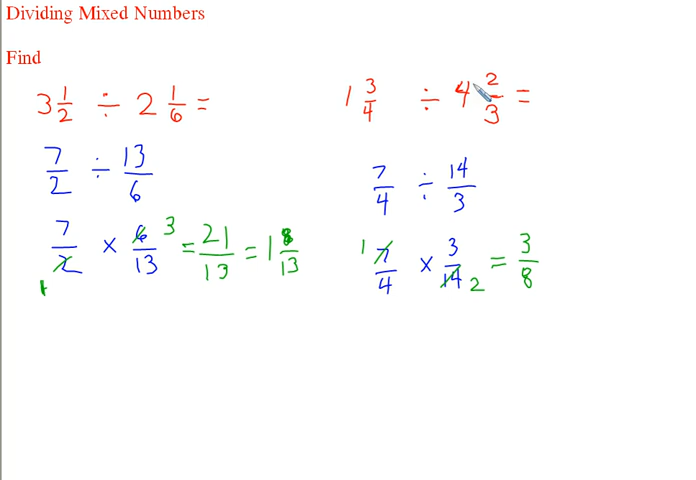 Dividing Mixed Numbers
Find
3 1/2 ÷ 2 1/6 =
7/2 ÷ 13/6
7/2 × 6/13 3 = 21/13 = 1 8/13
1
1 3/4 ÷ 4 2/3 =
7/4 ÷ 14/3
1 7/4 × 3/14 2 = 3/8